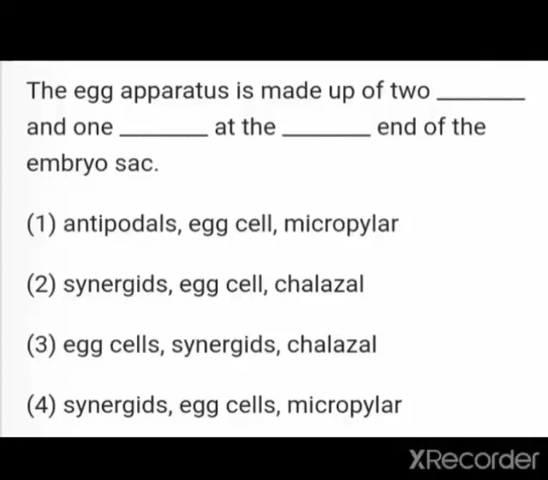 The egg apparatus is made up of two ________
and one ________ at the ________ end of the
embryo sac.
(1) antipodals, egg cell, micropylar
(2) synergids, egg cell, chalazal
(3) egg cells, synergids, chalazal
(4) synergids, egg cells, micropylar
XRecorder